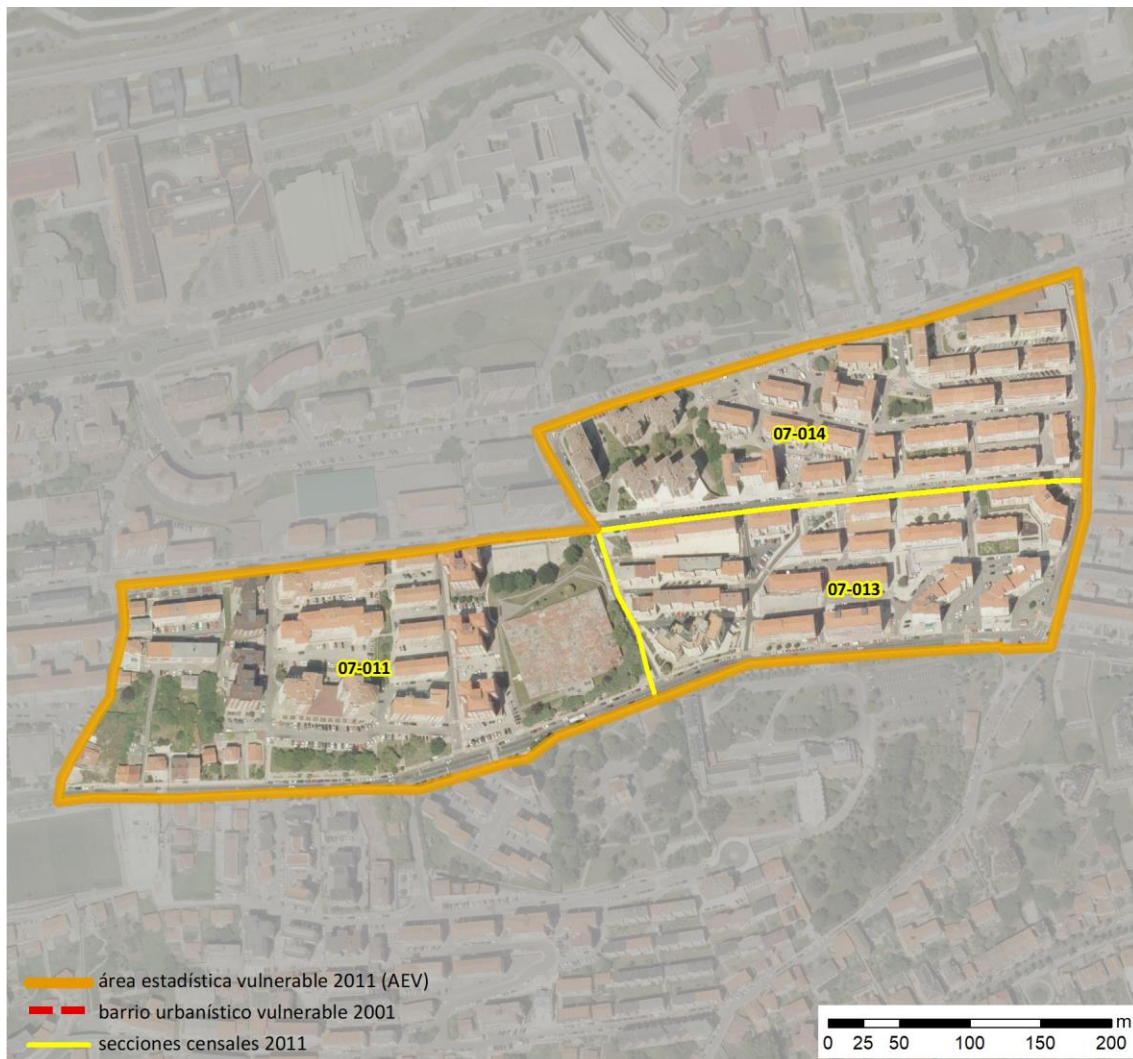 07-014
07-013
07-011
área estadística vulnerable 2011 (AEV)
barrio urbanístico vulnerable 2001
secciones censales 2011
m
0 25 50 100 150 200